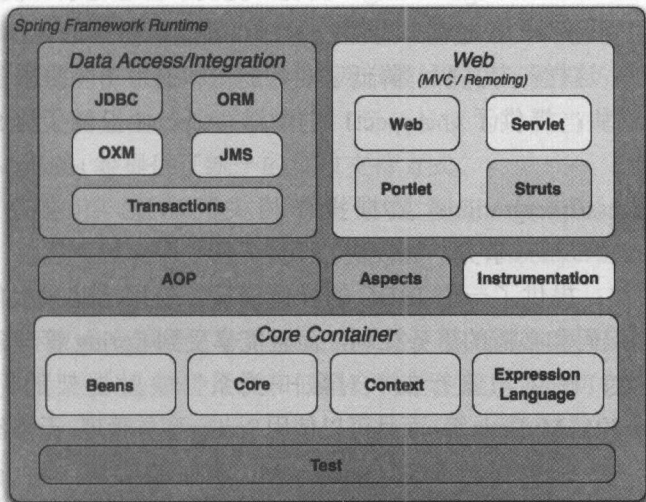 Spring Framework Runtime
Data Access/Integration
JDBC
ORM
OXM
JMS
Transactions
Web
(MVC / Remoting)
Web
Servlet
Portlet
Struts
AOP
Aspects
Instrumentation
Core Container
Beans
Core
Context
Expression
Language
Test